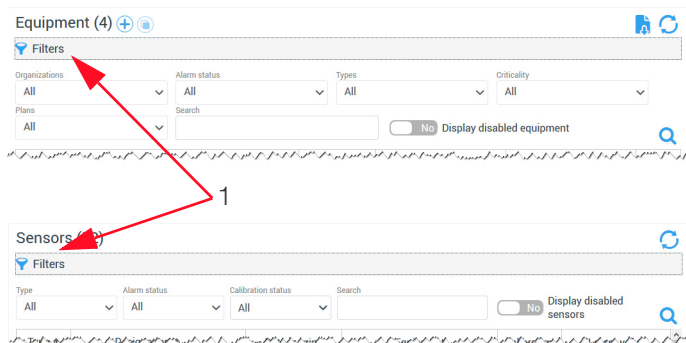 Equipment (4)
Filters
Organizations Alarm status Types Criticality
All All All All
Plans Search
All No Display disabled equipment
1
Sensors
Filters
Type Alarm status Calibration status Search
All All All No Display disabled
sensors